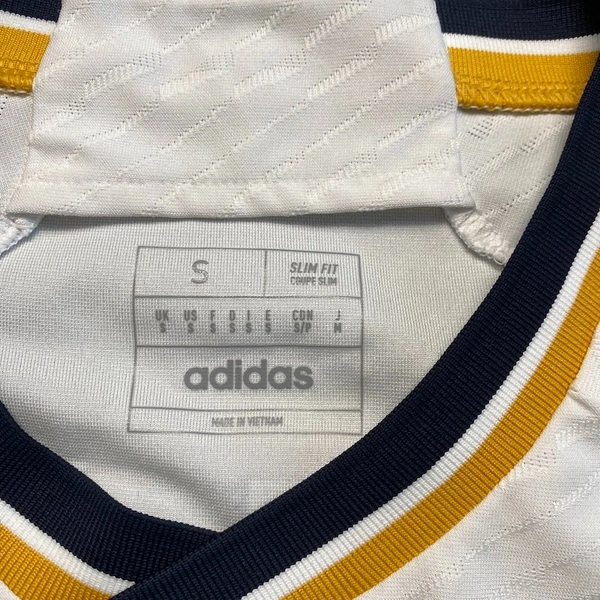 S
SLIM FIT
COUPE SLIM
UK US F D I E CDN J
S S S S S S S/P M
adidas
MADE IN VIETNAM